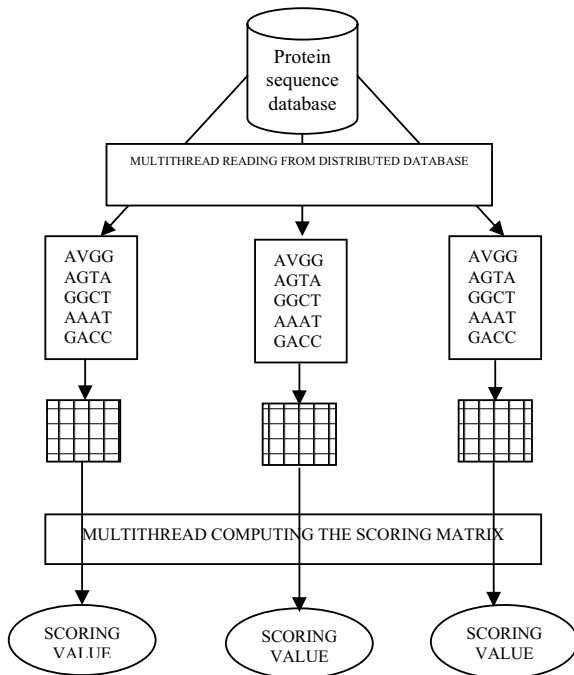 Protein
sequence
database
MULTITHREAD READING FROM DISTRIBUTED DATABASE
AVGG
AGTA
GGCT
AAAT
GACC
AVGG
AGTA
GGCT
AAAT
GACC
AVGG
AGTA
GGCT
AAAT
GACC
MULTITHREAD COMPUTING THE SCORING MATRIX
SCORING
VALUE
SCORING
VALUE
SCORING
VALUE